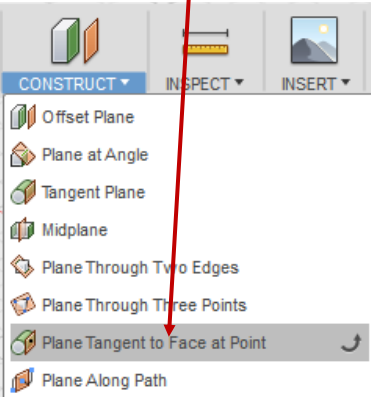 CONSTRUCT ▾ INSPECT ▾ INSERT ▾
Offset Plane
Plane at Angle
Tangent Plane
Midplane
Plane Through Two Edges
Plane Through Three Points
Plane Tangent to Face at Point
Plane Along Path